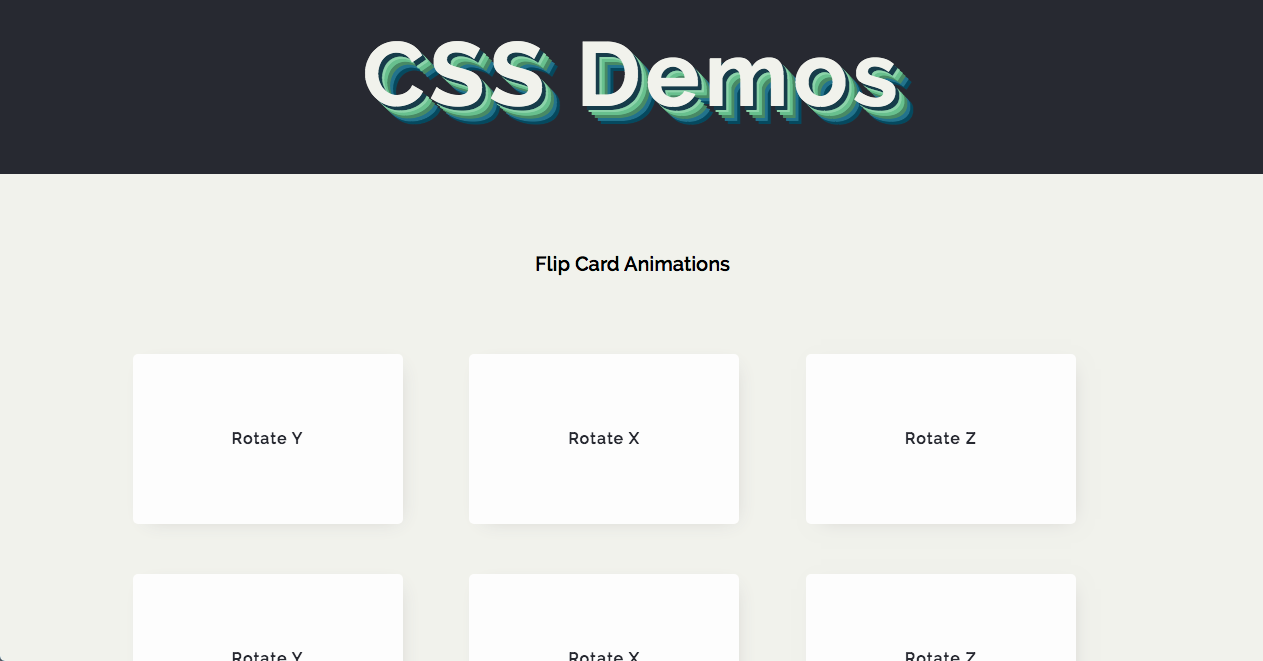 CSS Demos
Flip Card Animations
Rotate Y
Rotate X
Rotate Z
Rotate Y
Rotate X
Rotate Z